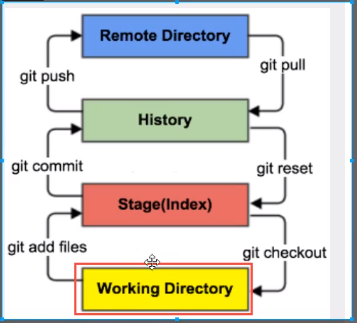 Remote Directory
git push
git pull
History
git commit
git reset
Stage(Index)
git add files
git checkout
Working Directory